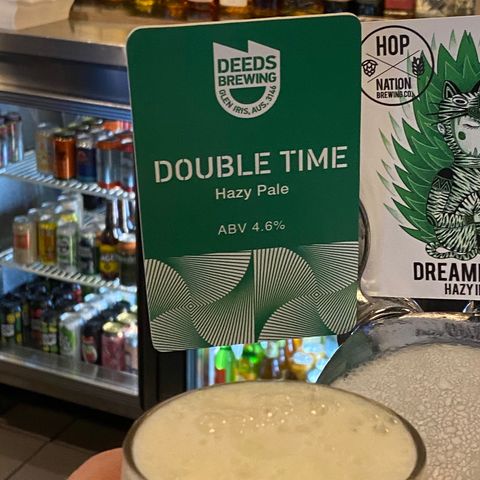 DEEDS
BREWING
GLEN IRIS, AUS. 3146
DOUBLE TIME
Hazy Pale
ABV 4.6%
HOP
NATION
BREWING CO.
DREAM
HAZY I